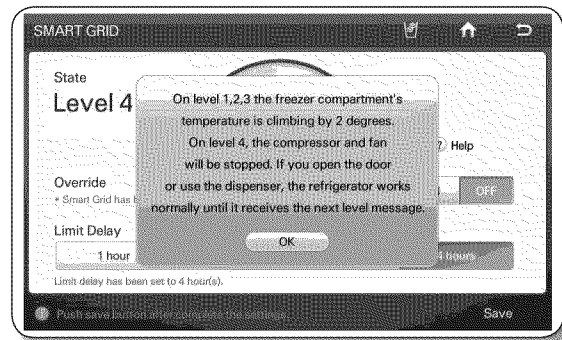 SMART GRID
State
Level 4
On level 1,2,3 the freezer compartment's
temperature is climbing by 2 degrees.
On level 4, the compressor and fan
will be stopped. If you open the door
or use the dispenser, the refrigerator works
normally until it receives the next level message.
OK
Help
Override
OFF
* Smart Grid has
Limit Delay
1 hour
4 hours
Limit delay has been set to 4 hour(s).
Push save button after complete the settings.
Save